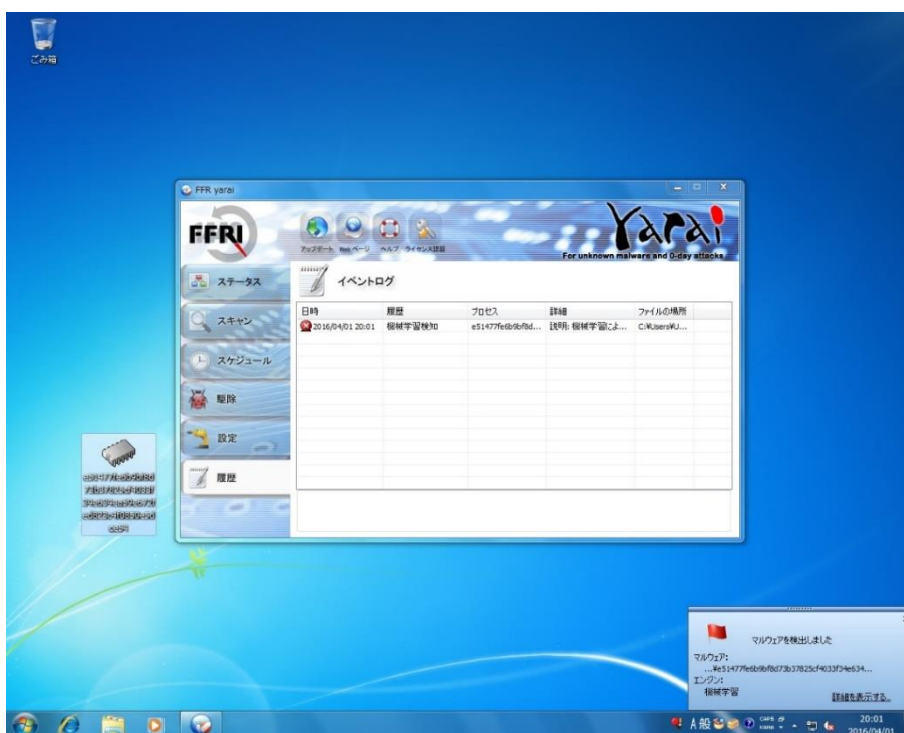 ごみ箱
FFR yarai
FFRI
アップデート Web ページ ヘルプ ライセンス認証
Yarai
For unknown malware and 0-day attacks
ステータス
スキャン
スケジュール
駆除
設定
履歴
イベントログ
日時 履歴 プロセス 詳細 ファイルの場所
2016/04/01 20:01 機械学習検知 e51477fe6b9bf8d... 説明: 機械学習によ... C:¥Users¥U...
マルウェアを検出しました
マルウェア:
...¥e51477fe6b9bf8d73b37825cf4033f34e634...
エンジン:
機械学習
詳細を表示する...
A 般 CAPS KANA 20:01
2016/04/01